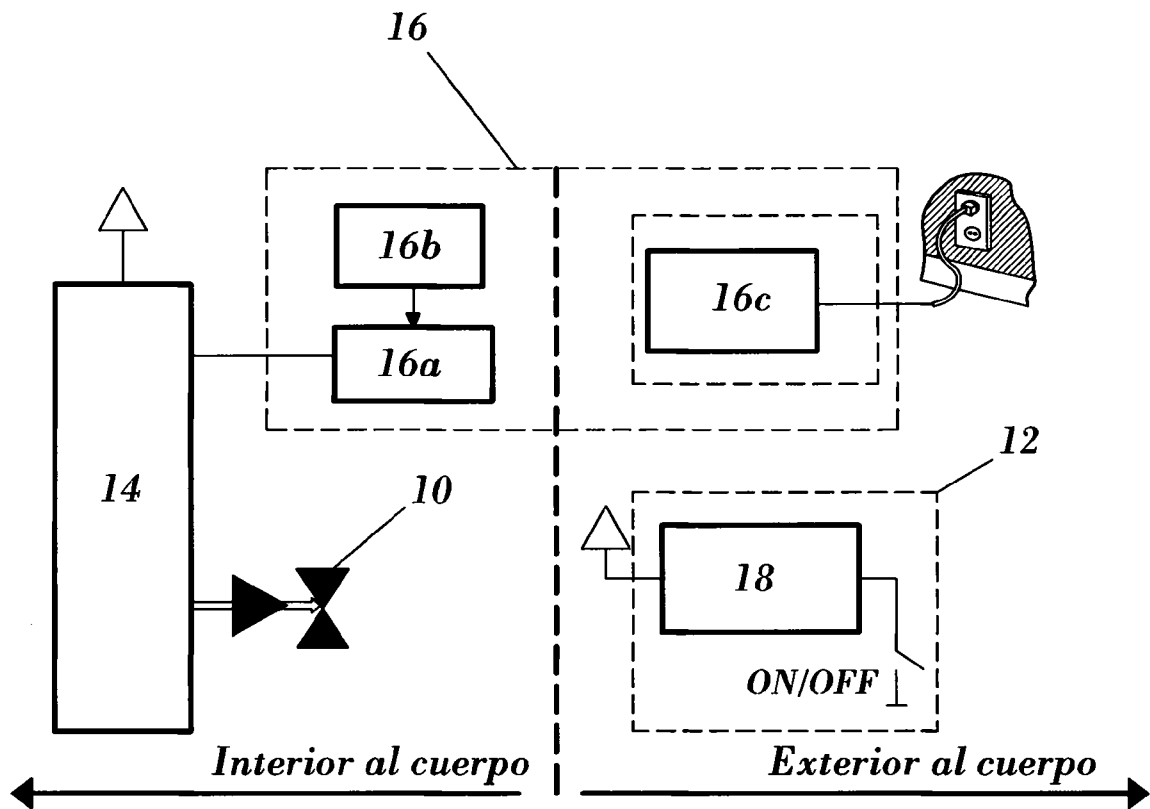 16
16b
16c
16a
12
14
10
18
ON/OFF
Interior al cuerpo
Exterior al cuerpo